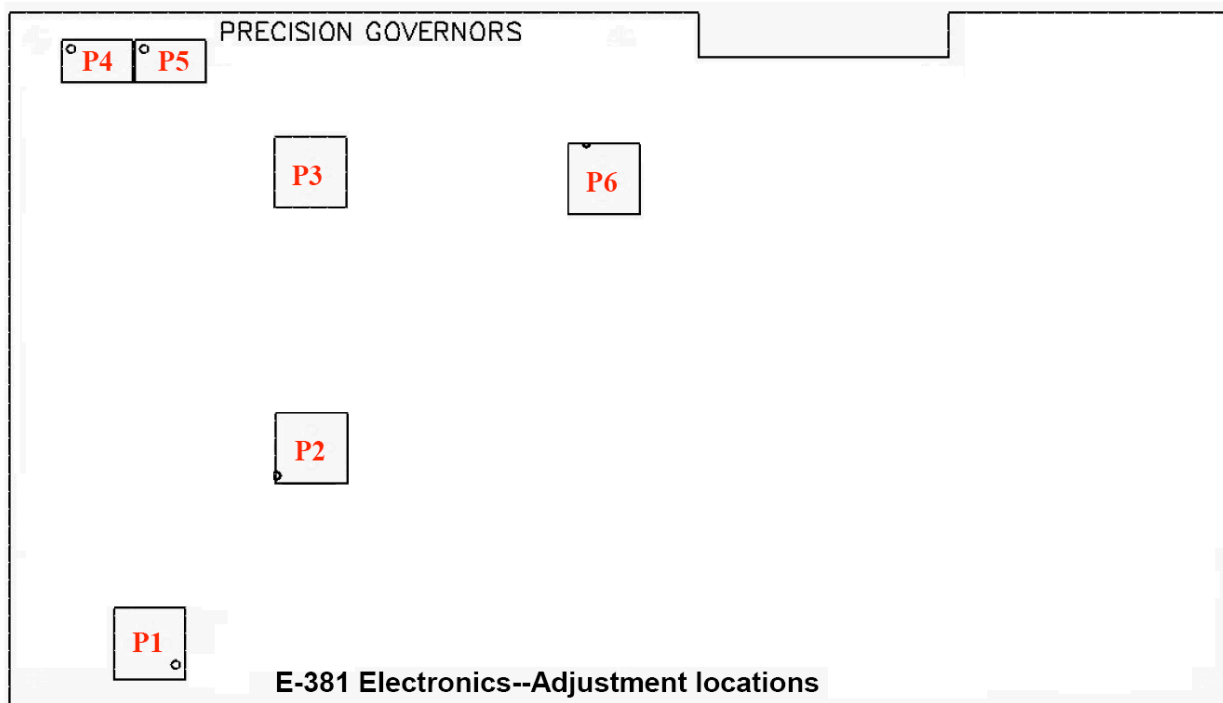 PRECISION GOVERNORS
P4 P5
P3
P6
P2
P1
E-381 Electronics--Adjustment locations